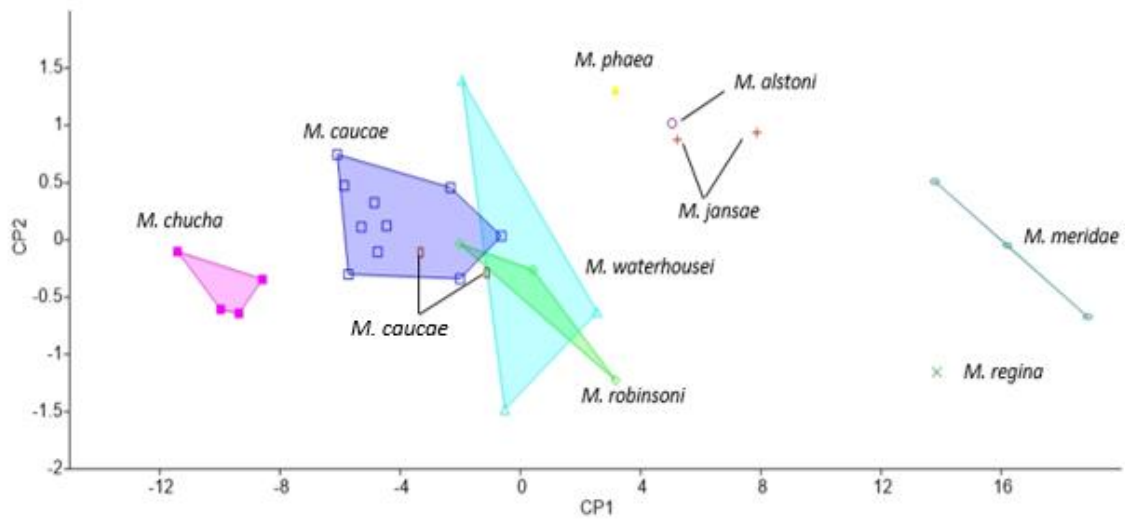 M. phaea
M. alstoni
M. caucae
M. jansae
M. chucha
M. meridae
M. waterhousei
M. caucae
M. regina
M. robinsoni
CP2
1.5
1
0.5
0
-0.5
-1
-1.5
-2
-12 -8 -4 0 4 8 12 16
CP1